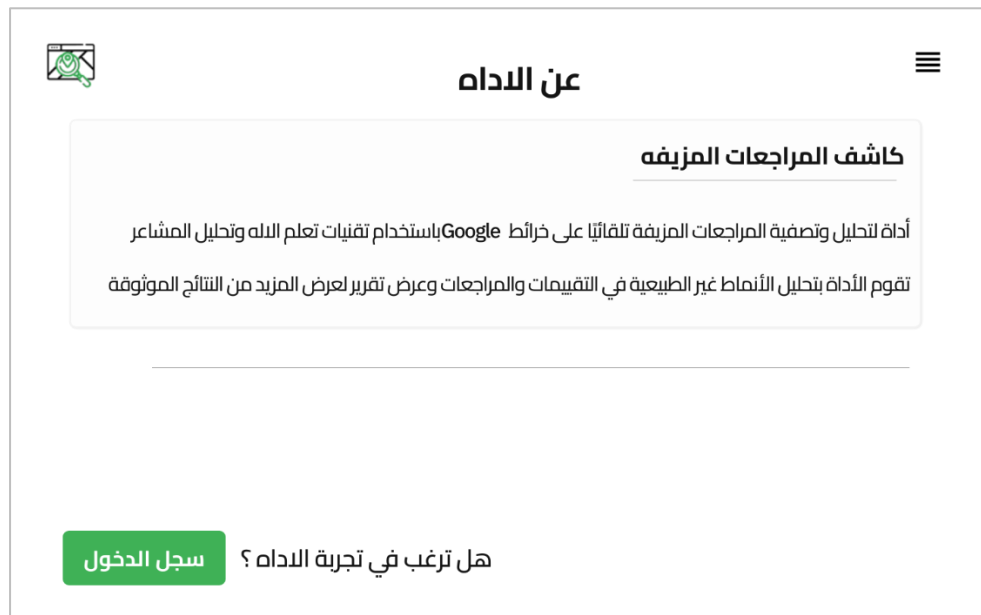 عن الاداه
كاشف المراجعات المزيفه
أداة لتحليل وتصفية المراجعات المزيفة تلقائيًا على خرائط Googleباستخدام تقنيات تعلم الاله وتحليل المشاعر
تقوم الأداة بتحليل الأنماط غير الطبيعية في التقييمات والمراجعات وعرض تقرير لعرض المزيد من النتائج الموثوقة
هل ترغب في تجربة الاداه ؟
سجل الدخول